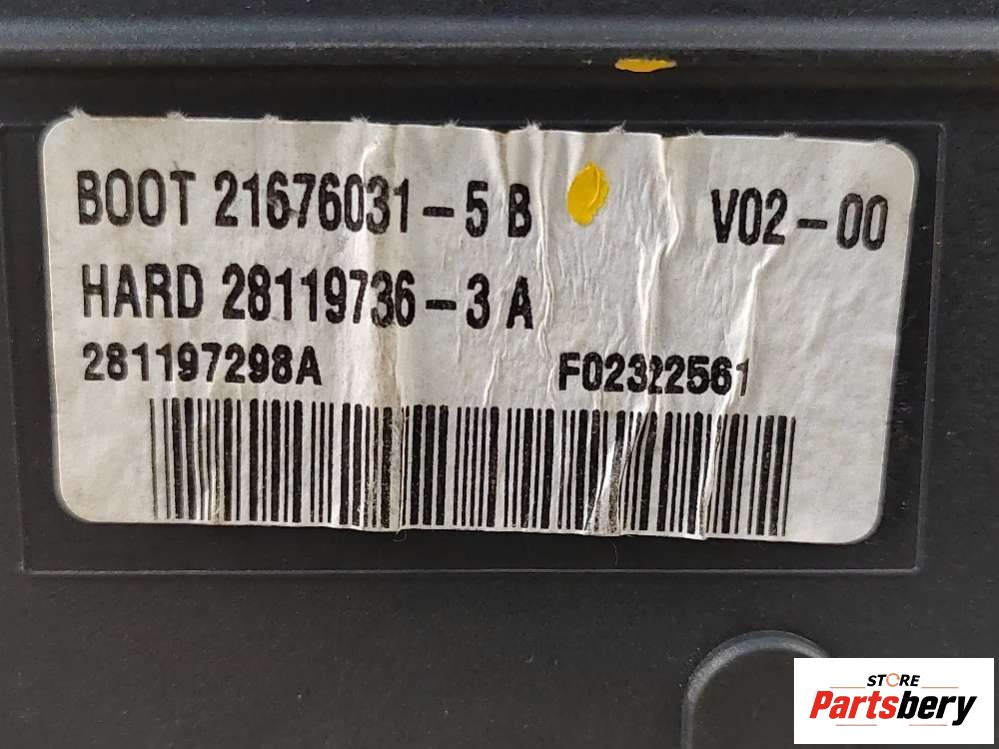 BOOT 21676031-5 B V02-00
HARD 28119736-3 A
281197298A F02322561
STORE
Partsbery